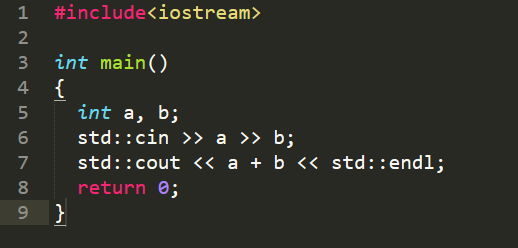 1 #include<iostream>
2
3 int main()
4 {
5 int a, b;
6 std::cin >> a >> b;
7 std::cout << a + b << std::endl;
8 return 0;
9 }